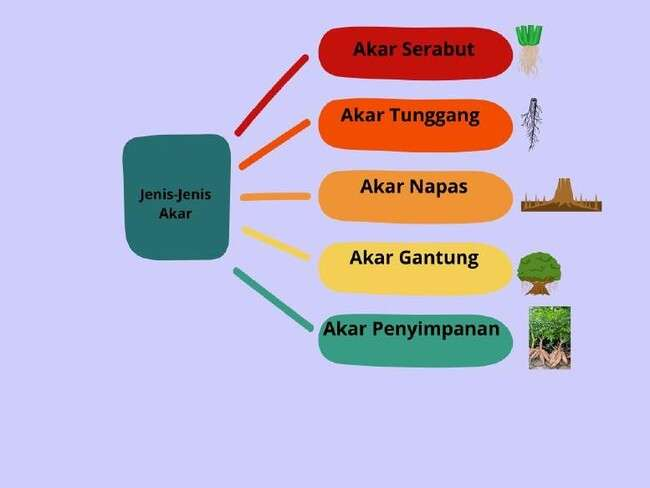 Akar Serabut
Akar Tunggang
Jenis-Jenis
Akar
Akar Napas
Akar Gantung
Akar Penyimpanan